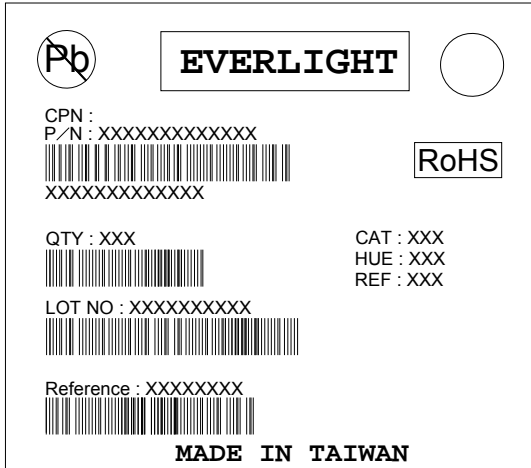 Pb
EVERLIGHT
CPN :
P/N : XXXXXXXXXXXXX
RoHS
XXXXXXXXXXXXX
QTY : XXX
CAT : XXX
HUE : XXX
REF : XXX
LOT NO : XXXXXXXXXX
Reference : XXXXXXXX
MADE IN TAIWAN